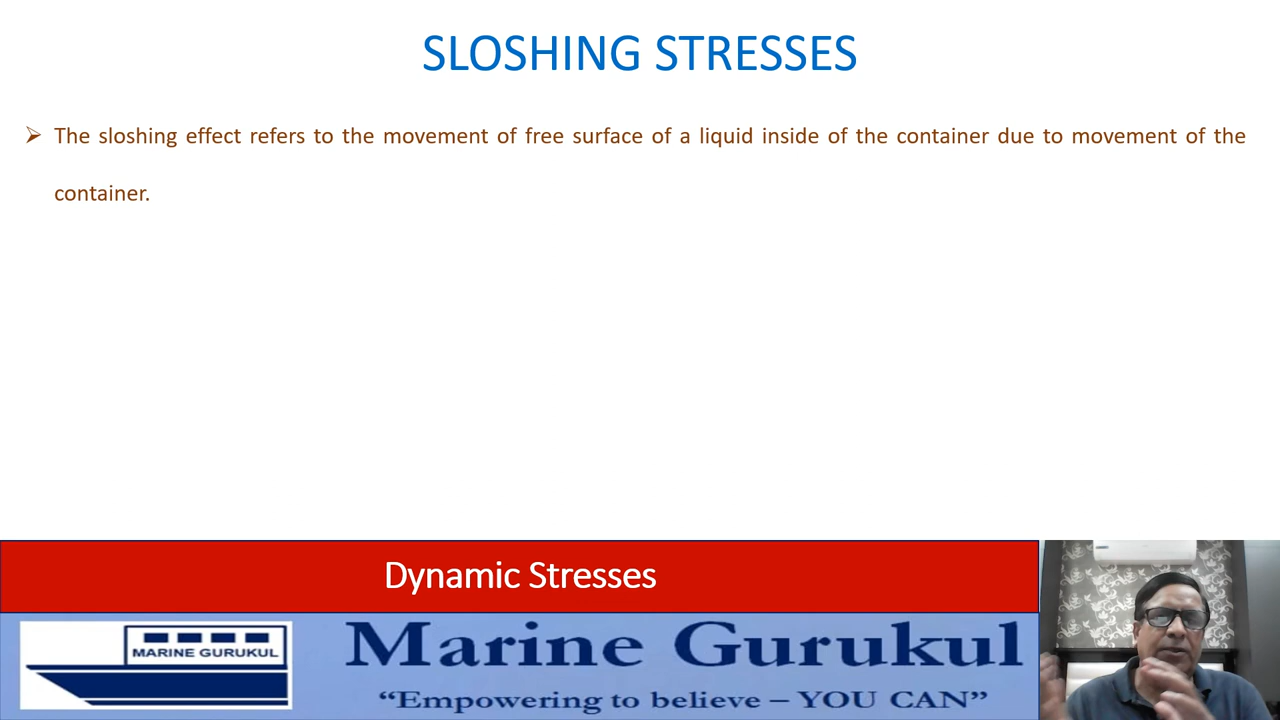 SLOSHING STRESSES
➢ The sloshing effect refers to the movement of free surface of a liquid inside of the container due to movement of the
container.
Dynamic Stresses
MARINE GURUKUL
Marine Gurukul
“Empowering to believe – YOU CAN”